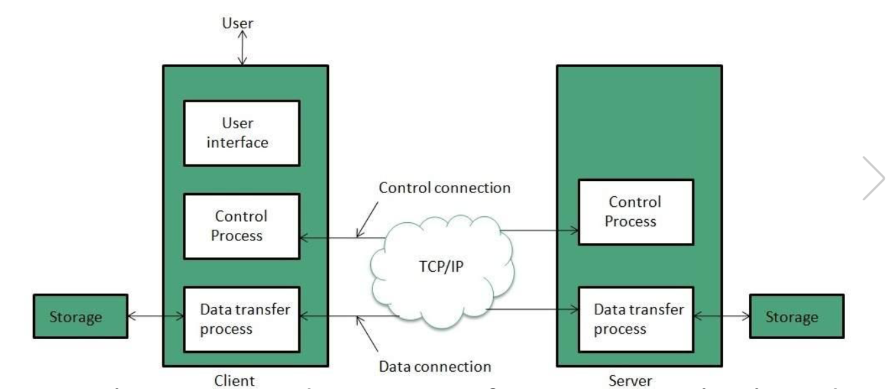 User
User
interface
Control
Process
Control connection
Control
Process
TCP/IP
Storage
Data transfer
process
Data transfer
process
Storage
Data connection
Client
Server